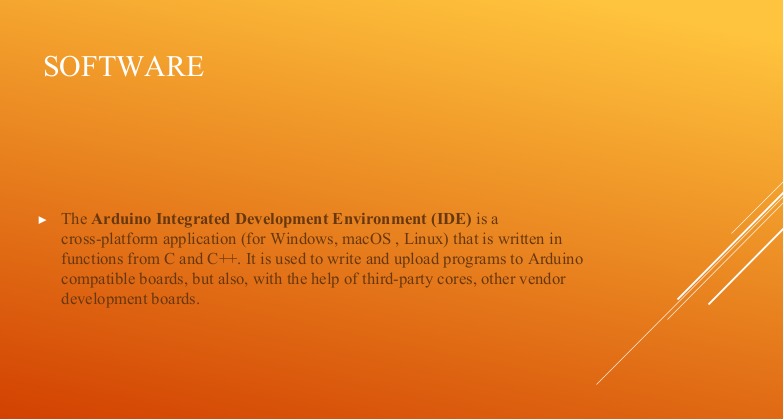 SOFTWARE
► The Arduino Integrated Development Environment (IDE) is a
cross-platform application (for Windows, macOS , Linux) that is written in
functions from C and C++. It is used to write and upload programs to Arduino
compatible boards, but also, with the help of third-party cores, other vendor
development boards.